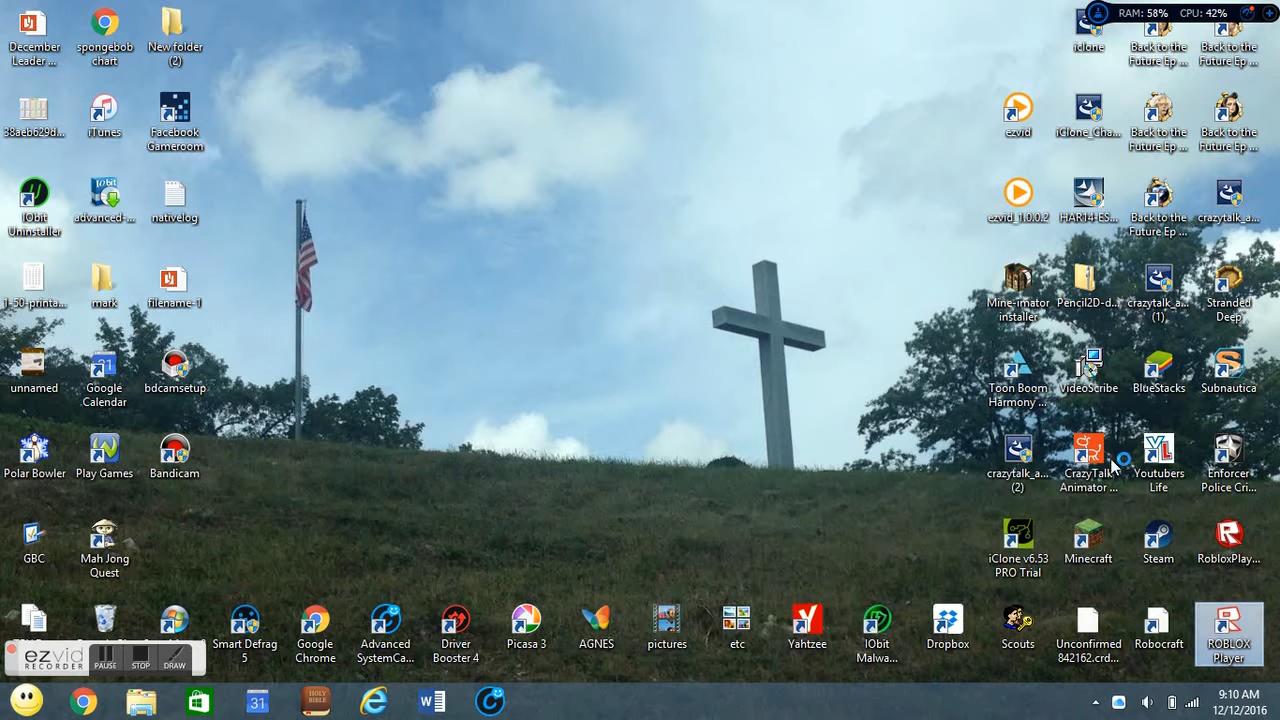 RAM: 58% CPU: 42%
December
Leader ...
spongebob
chart
New folder
(2)
iclone
Back to the
Future Ep ...
Back to the
Future Ep ...
38aeb629d...
iTunes
Facebook
Gameroom
ezvid
iClone_Cha...
Back to the
Future Ep ...
Back to the
Future Ep ...
IObit
Uninstaller
advanced-...
nativelog
ezvid_1.0.0.2
HAR14-ES...
Back to the
Future Ep ...
crazytalk_a...
1-50-printa...
mark
filename-1
Mine-imator
installer
Pencil2D-d...
crazytalk_a...
(1)
Stranded
Deep
unnamed
Google
Calendar
bdcamsetup
Toon Boom
Harmony ...
VideoScribe
BlueStacks
Subnautica
Polar Bowler
Play Games
Bandicam
crazytalk_a...
(2)
CrazyTalk
Animator ...
Youtubers
Life
Enforcer
Police Cri...
GBC
Mah Jong
Quest
iClone v6.53
PRO Trial
Minecraft
Steam
RobloxPlay...
Smart Defrag
5
Google
Chrome
Advanced
SystemCa...
Driver
Booster 4
Picasa 3
AGNES
pictures
etc
Yahtzee
IObit
Malwa...
Dropbox
Scouts
Unconfirmed
842162.crd...
Robocraft
ROBLOX
Player
ezvid
RECORDER
PAUSE
STOP
DRAW
31
HOLY
BIBLE
9:10 AM
12/12/2016